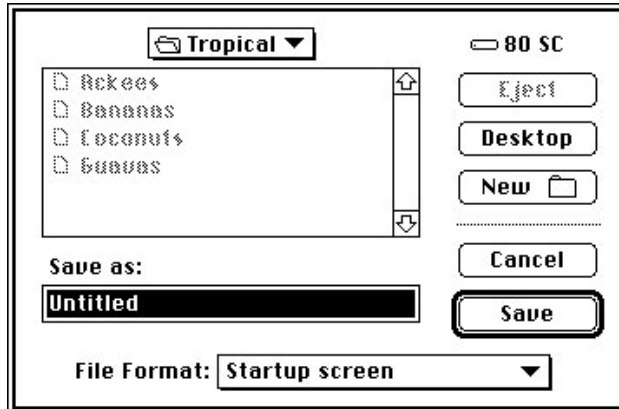 Tropical
80 SC
Ackees
Bananas
Coconuts
Guavas
Eject
Desktop
New
Save as:
Untitled
Cancel
Save
File Format: Startup screen